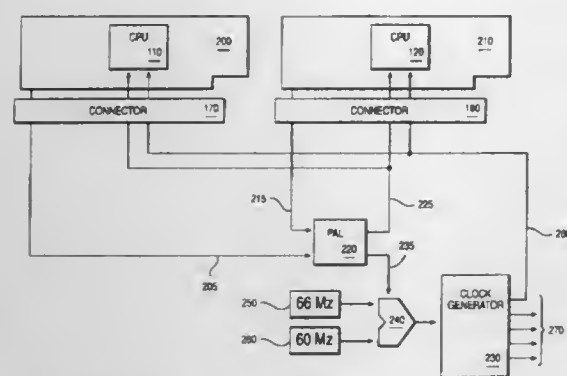 CPU
110
200
CPU
120
210
CONNECTOR
170
CONNECTOR
180
215
225
PAL
220
235
205
250
66 Mz
260
60 Mz
240
CLOCK
GENERATOR
230
270